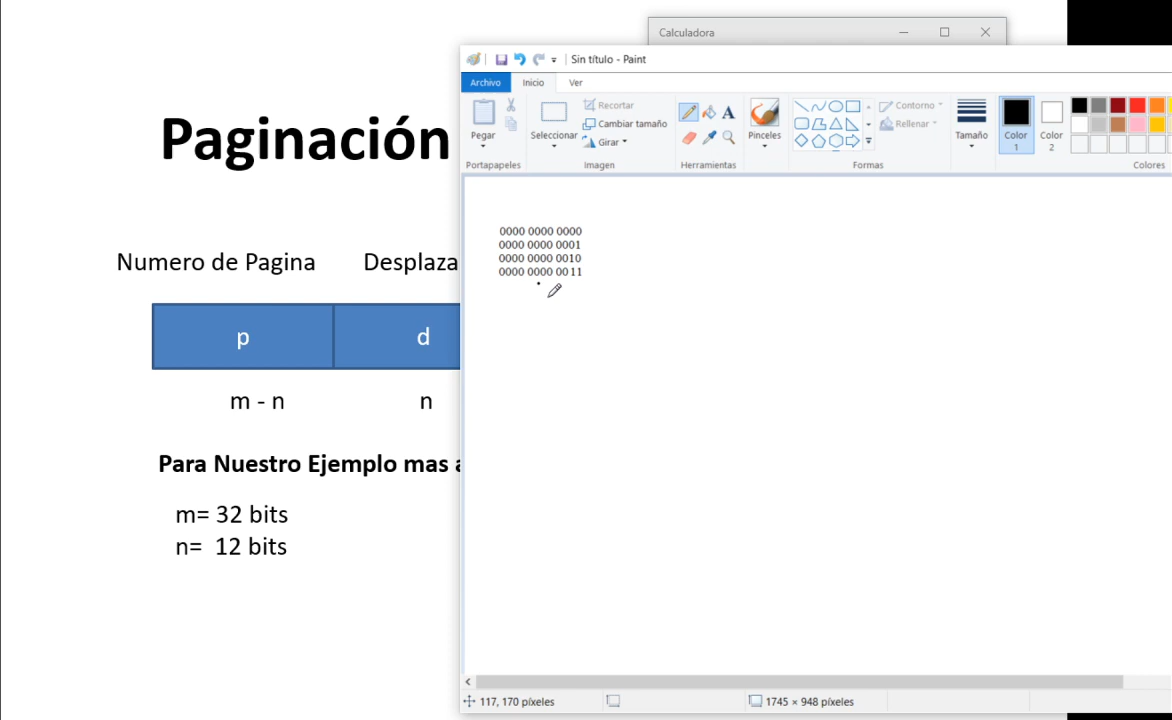 Calculadora
Sin título - Paint
Archivo
Inicio
Ver
Pegar
Seleccionar
Recortar
Cambiar tamaño
Girar
A
Pinceles
Contorno
Rellenar
Tamaño
Color
1
Color
2
Portapapeles
Imagen
Herramientas
Formas
Colores
Paginación
0000 0000 0000
0000 0000 0001
0000 0000 0010
0000 0000 0011
Numero de Pagina
Desplaza
p
d
m - n
n
Para Nuestro Ejemplo mas
m= 32 bits
n= 12 bits
117, 170 píxeles
1745 × 948 píxeles